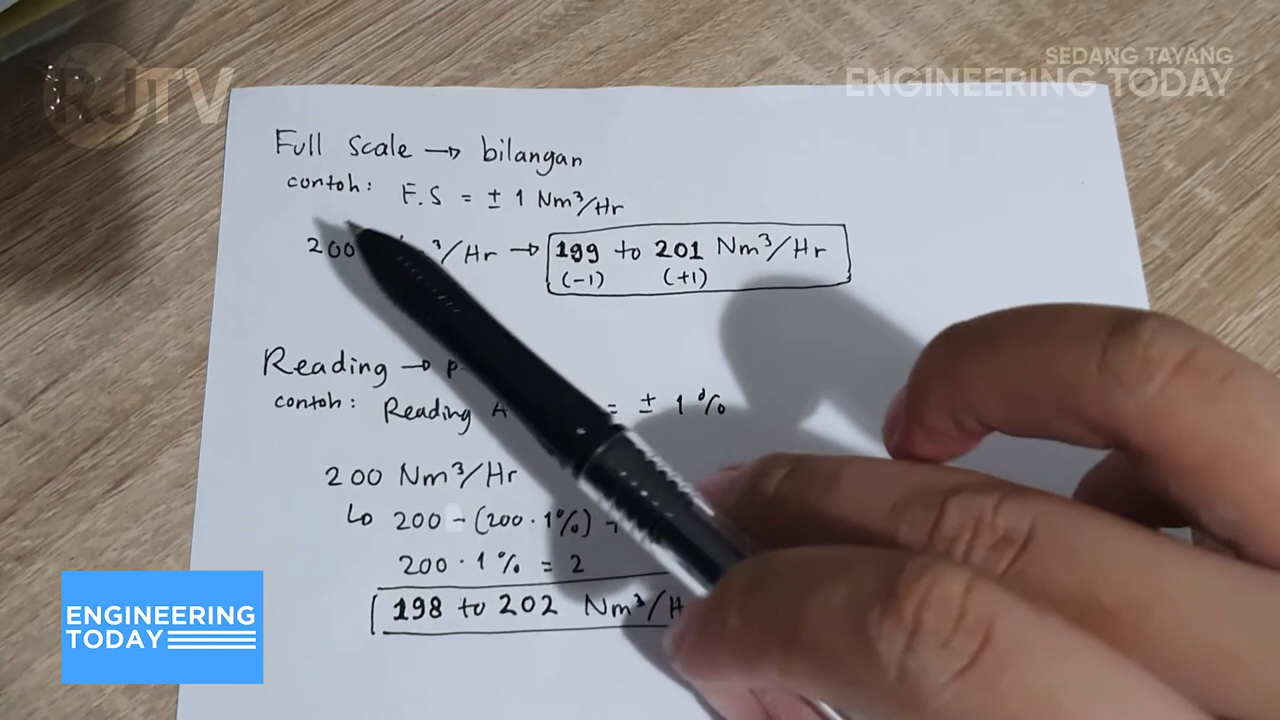 RJTV
SEDANG TAYANG
ENGINEERING TODAY
Full Scale → bilangan
contoh: F.S = ± 1 Nm³/Hr
200 m³/Hr → 199 to 201 Nm³/Hr
(-1) (+1)
Reading →
contoh: Reading A = ± 1 %
200 Nm³/Hr
↳ 200 - (200 . 1%)
200 . 1 % = 2
198 to 202 Nm³/H
ENGINEERING
TODAY